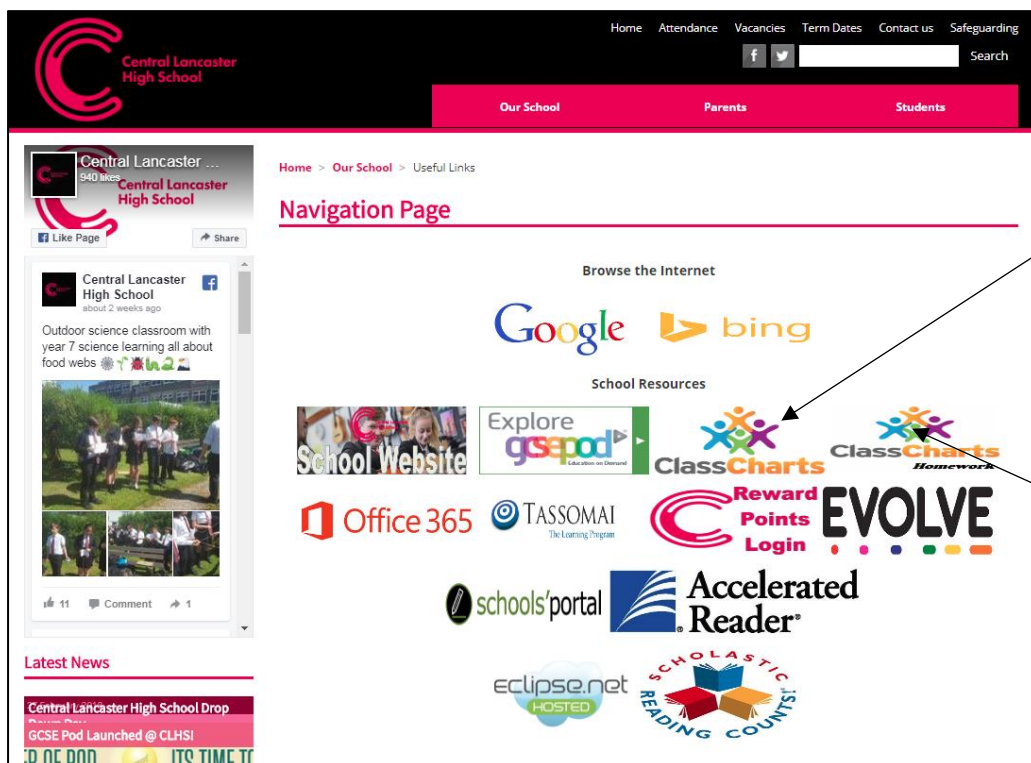 Home Attendance Vacancies Term Dates Contact us Safeguarding
Search
Central Lancaster
High School
Our School Parents Students
Central Lancaster ...
940 likes
Central Lancaster
High School
Like Page Share
Home > Our School > Useful Links
Navigation Page
Central Lancaster
High School
about 2 weeks ago
Outdoor science classroom with
year 7 science learning all about
food webs
11 Comment 1
Latest News
Central Lancaster High School Drop
Down Day
GCSE Pod Launched @ CLHS!
ITS TIME TO
Browse the Internet
Google bing
School Resources
School Website
Explore
gcsepod
Education on Demand
ClassCharts
ClassCharts
Homework
Office 365
TASSOMAI
The Learning Program
Reward
Points
Login
EVOLVE
schools'portal
Accelerated
Reader®
eclipse.net
HOSTED
SCHOLASTIC
READING COUNTS!